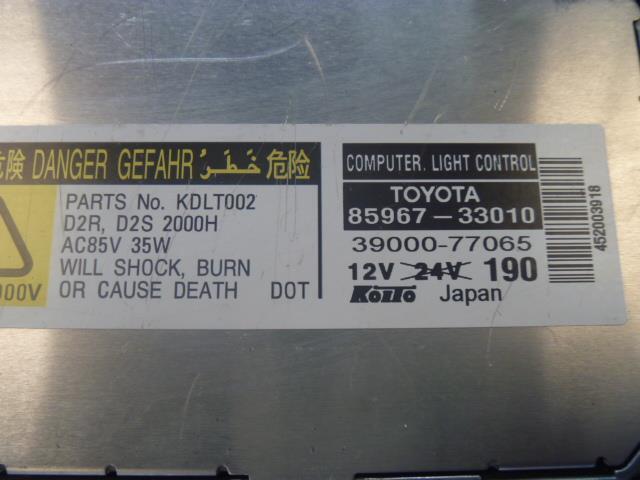 危険 DANGER GEFAHR خَطَرٌ 危险
PARTS No. KDLT002
D2R, D2S 2000H
AC85V 35W
WILL SHOCK, BURN
OR CAUSE DEATH DOT
000V
COMPUTER. LIGHT CONTROL
TOYOTA
85967-33010
39000-77065
12V 24V 190
KOITO Japan
452003918